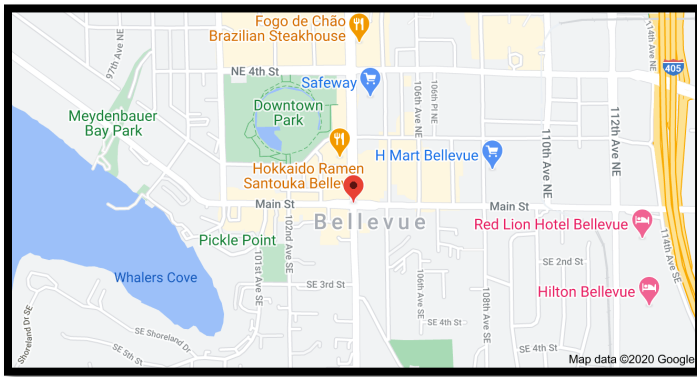 Fogo de Chão
Brazilian Steakhouse
97th Ave NE
114th Ave NE
405
NE 4th St
Safeway
Downtown
Park
106th Ave NE
106th Pl NE
Meydenbauer
Bay Park
110th Ave NE
112th Ave NE
H Mart Bellevue
Hokkaido Ramen
Santouka Bellev
Main St
Main St
Bellevue
Red Lion Hotel Bellevue
Pickle Point
102nd Ave SE
101st Ave SE
114th Ave SE
SE 2nd St
Whalers Cove
106th Ave SE
108th Ave SE
SE 3rd St
Hilton Bellevue
Shoreland Dr SE
SE Shoreland Dr
SE 4th St
SE 5th St
SE 4th St
Map data ©2020 Google